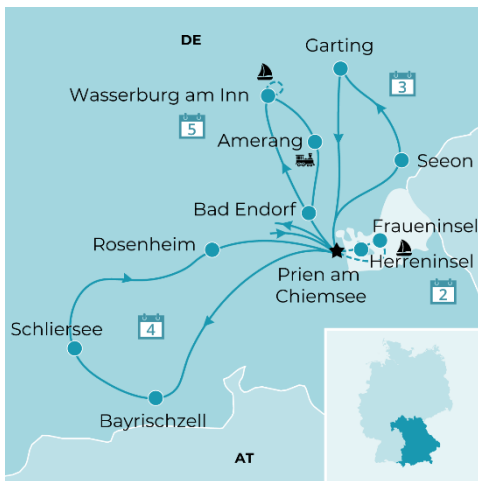 DE
Garting
Wasserburg am Inn
3
5
Amerang
Seeon
Bad Endorf
Fraueninsel
Rosenheim
Herreninsel
Prien am
Chiemsee
2
Schliersee
4
Bayrischzell
AT